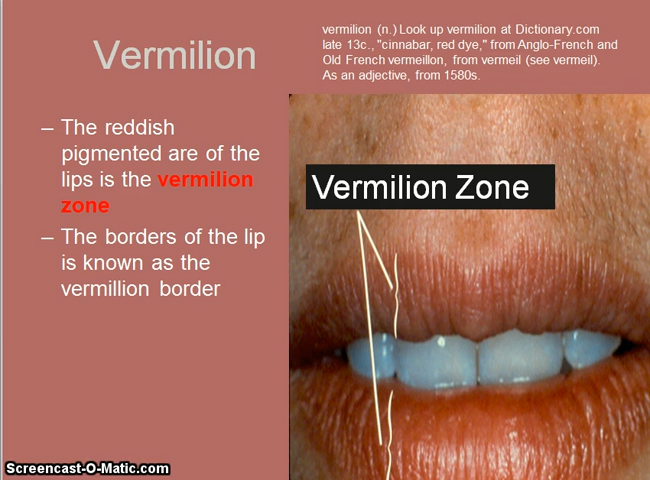 Vermilion
vermilion (n.) Look up vermilion at Dictionary.com
late 13c., "cinnabar, red dye," from Anglo-French and
Old French vermeillon, from vermeil (see vermeil).
As an adjective, from 1580s.
– The reddish
pigmented are of the
lips is the vermilion
zone
– The borders of the lip
is known as the
vermillion border
Vermilion Zone
Screencast-O-Matic.com